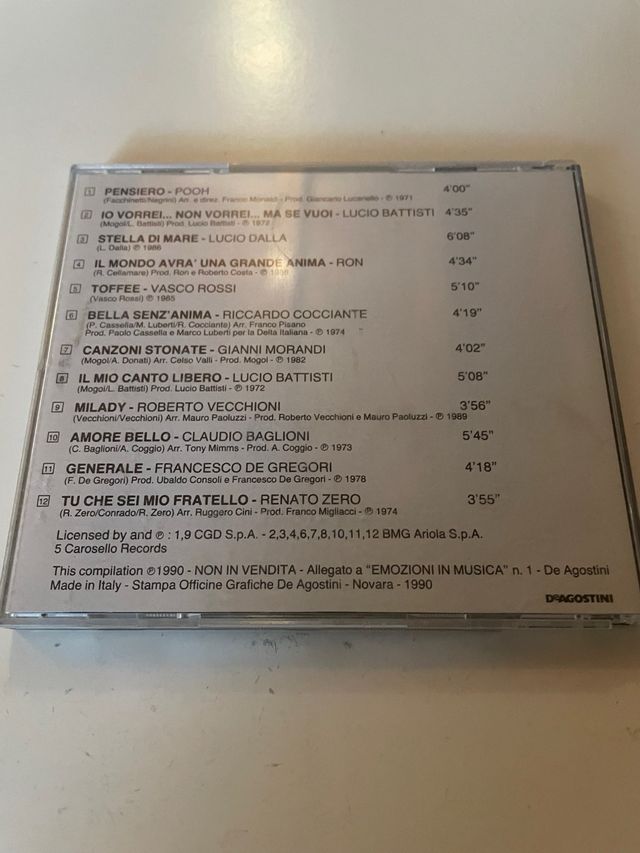 1 PENSIERO - POOH 4'00"
(Facchinetti/Negrini) Arr. e direz. Franco Monaldi - Prod. Giancarlo Lucariello - ℗ 1971
2 IO VORREI... NON VORREI... MA SE VUOI - LUCIO BATTISTI 4'35"
(Mogol/L. Battisti) Prod. Lucio Battisti - ℗ 1972
3 STELLA DI MARE - LUCIO DALLA 6'08"
(L. Dalla) ℗ 1986
4 IL MONDO AVRA' UNA GRANDE ANIMA - RON 4'34"
(R. Cellamare) Prod. Ron e Roberto Costa - ℗
5 TOFFEE - VASCO ROSSI 5'10"
(Vasco Rossi) ℗ 1985
6 BELLA SENZ'ANIMA - RICCARDO COCCIANTE 4'19"
(P. Cassella/M. Luberti/R. Cocciante) Arr. Franco Pisano
Prod. Paolo Cassella e Marco Luberti per la Delta Italiana - ℗ 1974
7 CANZONI STONATE - GIANNI MORANDI 4'02"
(Mogol/A. Donati) Arr. Celso Valli - Prod. Mogol - ℗ 1982
8 IL MIO CANTO LIBERO - LUCIO BATTISTI 5'08"
(Mogol/L. Battisti) Prod. Lucio Battisti - ℗ 1972
9 MILADY - ROBERTO VECCHIONI 3'56"
(Vecchioni/Vecchioni) Arr. Mauro Paoluzzi - Prod. Roberto Vecchioni e Mauro Paoluzzi - ℗ 1989
10 AMORE BELLO - CLAUDIO BAGLIONI 5'45"
(C. Baglioni/A. Coggio) Arr. Tony Mimms - Prod. A. Coggio - ℗ 1973
11 GENERALE - FRANCESCO DE GREGORI 4'18"
(F. De Gregori) Prod. Ubaldo Consoli e Francesco De Gregori - ℗ 1978
12 TU CHE SEI MIO FRATELLO - RENATO ZERO 3'55"
(R. Zero/Conrado/R. Zero) Arr. Ruggero Cini - Prod. Franco Migliacci - ℗ 1974
Licensed by and ℗ : 1,9 CGD S.p.A. - 2,3,4,6,7,8,10,11,12 BMG Ariola S.p.A.
5 Carosello Records
This compilation ℗1990 - NON IN VENDITA - Allegato a "EMOZIONI IN MUSICA" n. 1 - De Agostini
Made in Italy - Stampa Officine Grafiche De Agostini - Novara - 1990
DeAGOSTINI